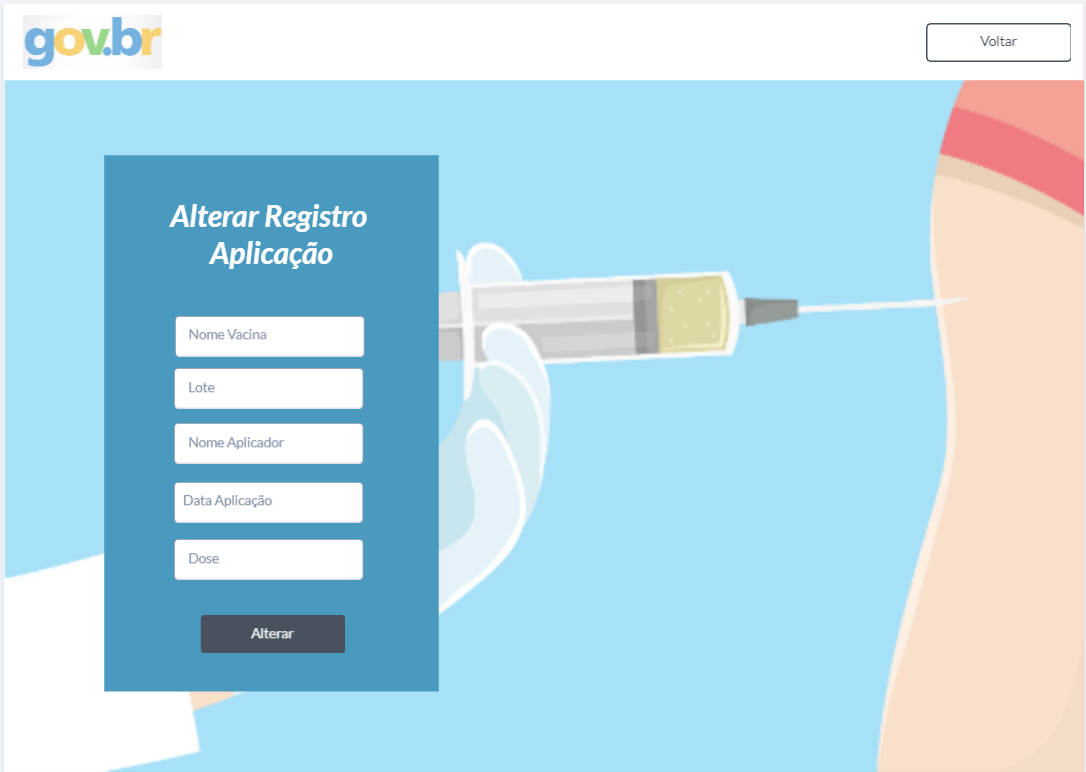 gov.br
Voltar
Alterar Registro
Aplicação
Nome Vacina
Lote
Nome Aplicador
Data Aplicação
Dose
Alterar